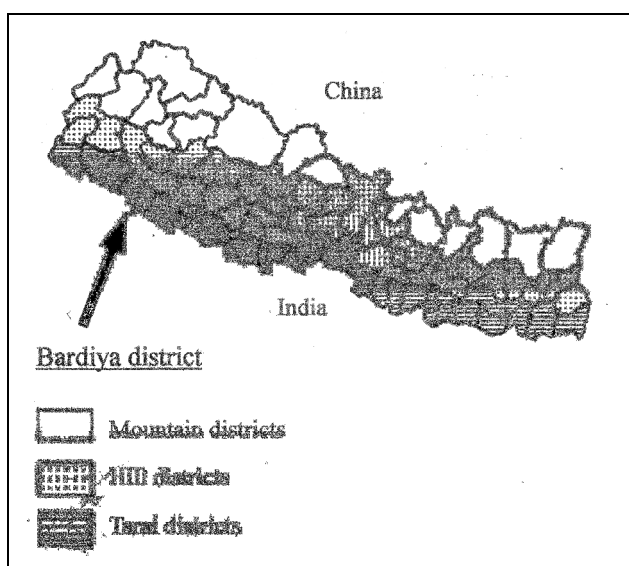 China
India
Bardiya district
Mountain districts
Hill districts
Tarai districts